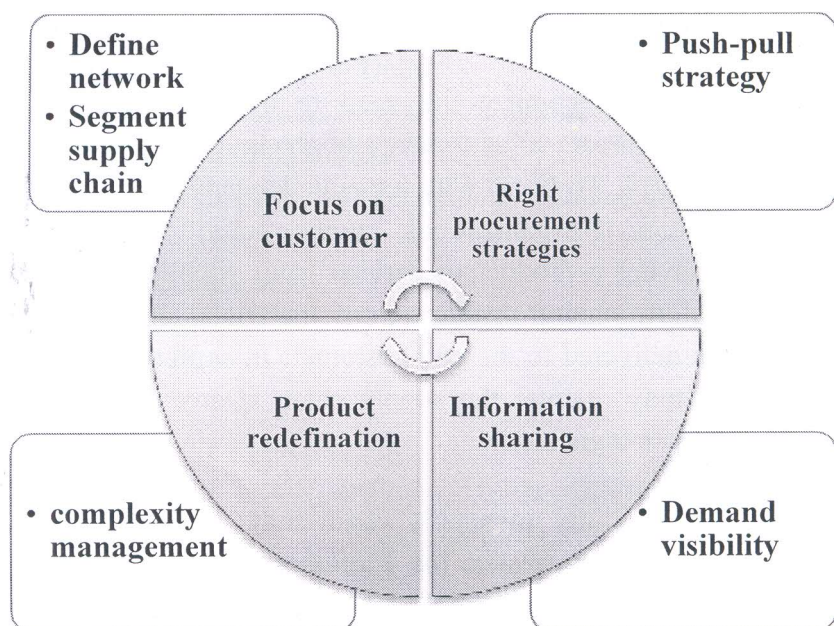 • Define
network
• Segment
supply
chain
Focus on
customer
• Push-pull
strategy
Right
procurement
strategies
Product
redefination
• complexity
management
Information
sharing
• Demand
visibility